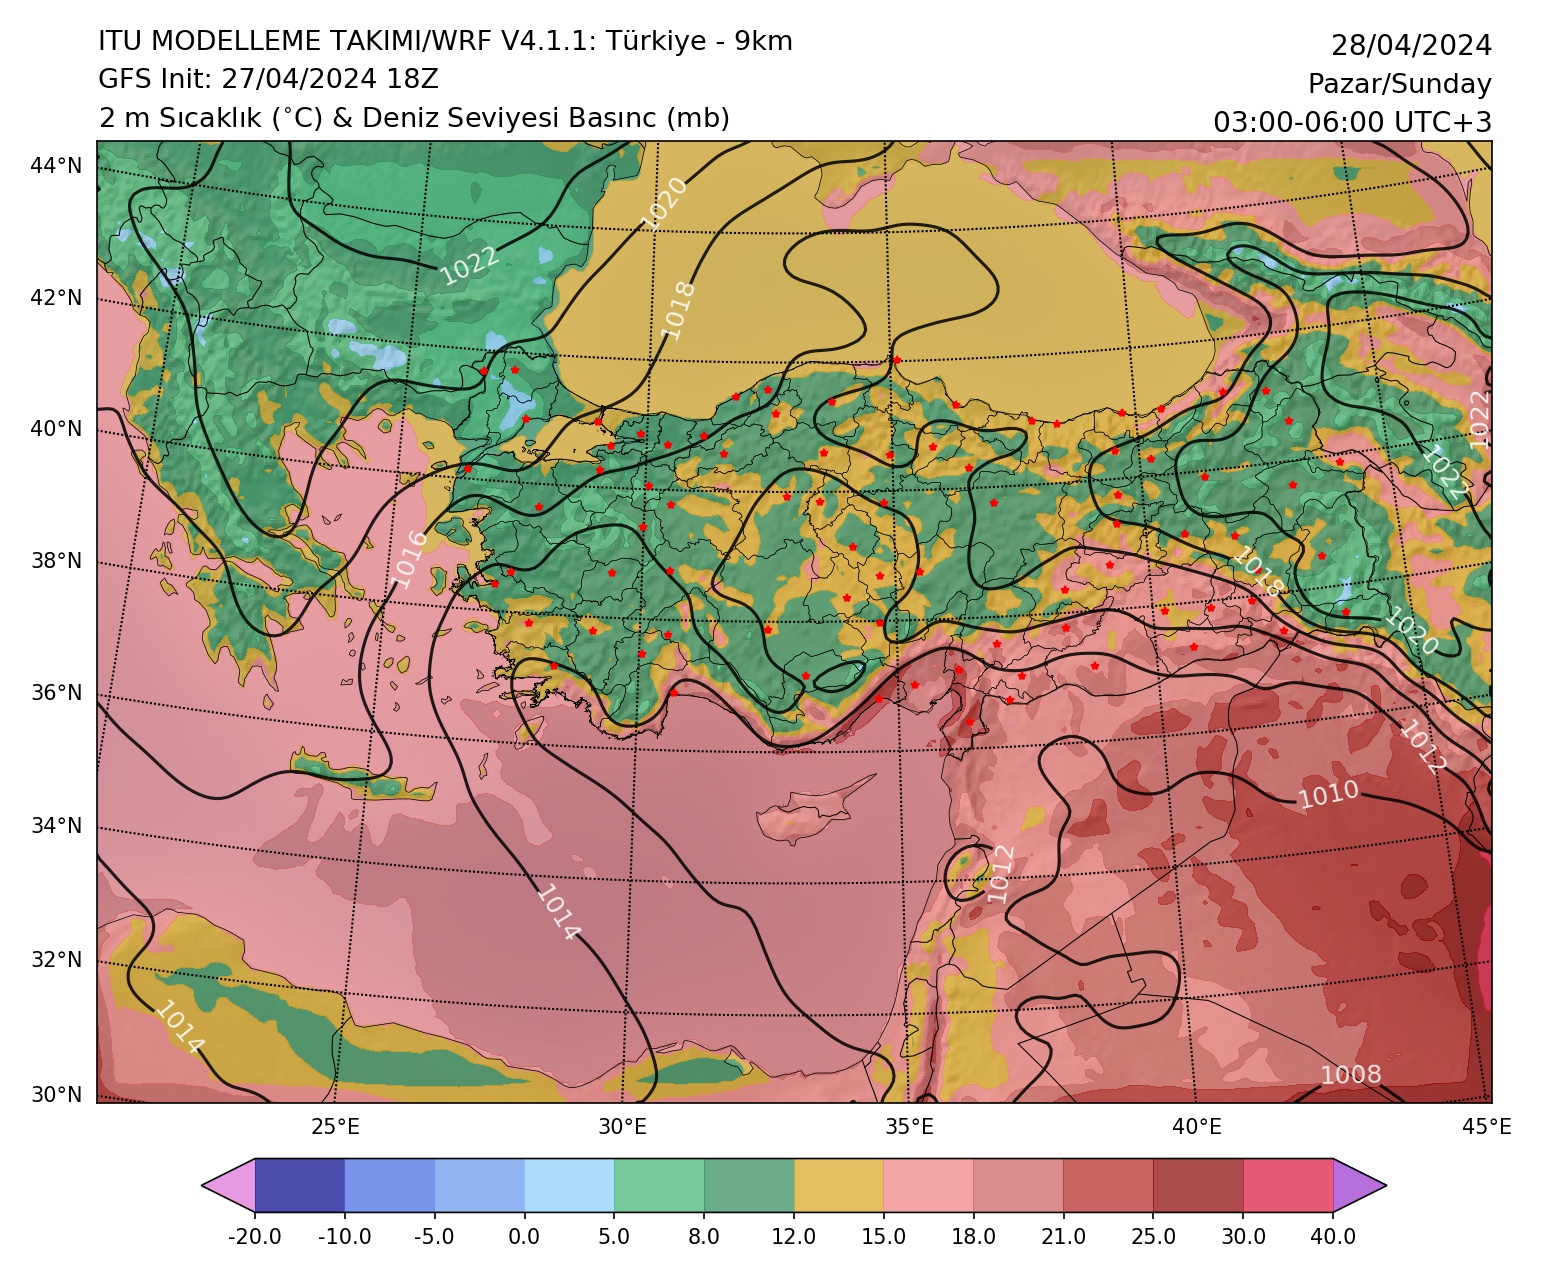 ITU MODELLEME TAKIMI/WRF V4.1.1: Türkiye - 9km
GFS Init: 27/04/2024 18Z
2 m Sıcaklık (°C) & Deniz Seviyesi Basınc (mb)
28/04/2024
Pazar/Sunday
03:00-06:00 UTC+3
44°N
42°N
40°N
38°N
36°N
34°N
32°N
30°N
1020
1022
1018
1016
1022
1022
1018
1020
1012
1010
1012
1014
1014
1008
25°E
30°E
35°E
40°E
45°E
-20.0
-10.0
-5.0
0.0
5.0
8.0
12.0
15.0
18.0
21.0
25.0
30.0
40.0